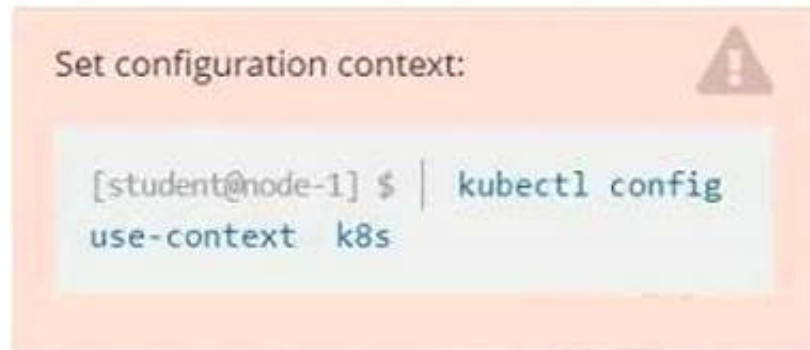 Set configuration context:
[student@node-1] $ | kubectl config
use-context k8s